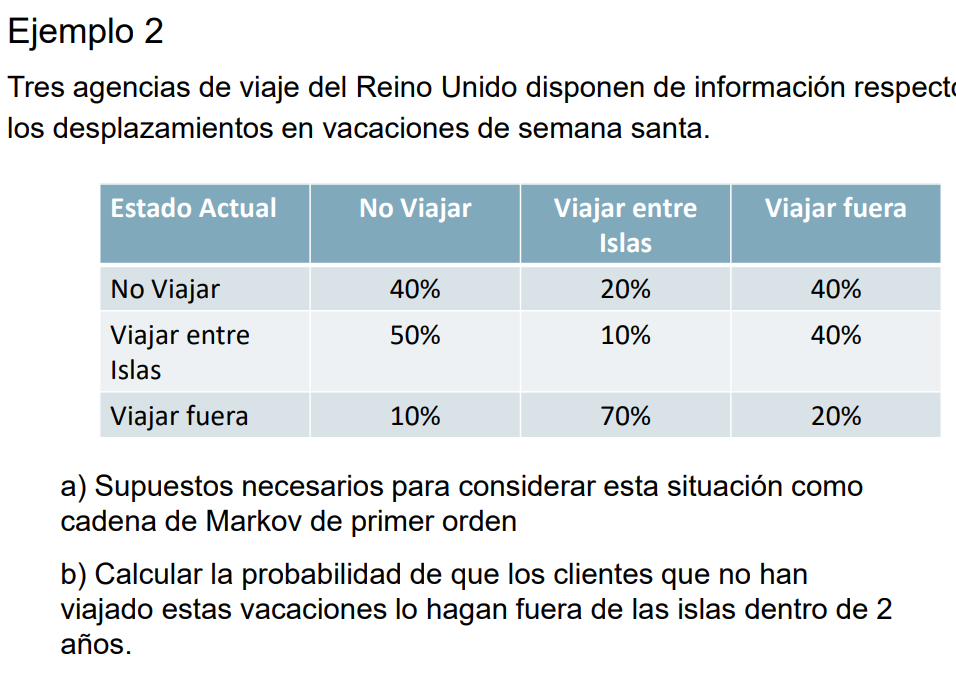 Ejemplo 2
Tres agencias de viaje del Reino Unido disponen de información respecto
los desplazamientos en vacaciones de semana santa.
Estado Actual No Viajar Viajar entre Viajar fuera
Islas
No Viajar 40% 20% 40%
Viajar entre 50% 10% 40%
Islas
Viajar fuera 10% 70% 20%
a) Supuestos necesarios para considerar esta situación como
cadena de Markov de primer orden
b) Calcular la probabilidad de que los clientes que no han
viajado estas vacaciones lo hagan fuera de las islas dentro de 2
años.